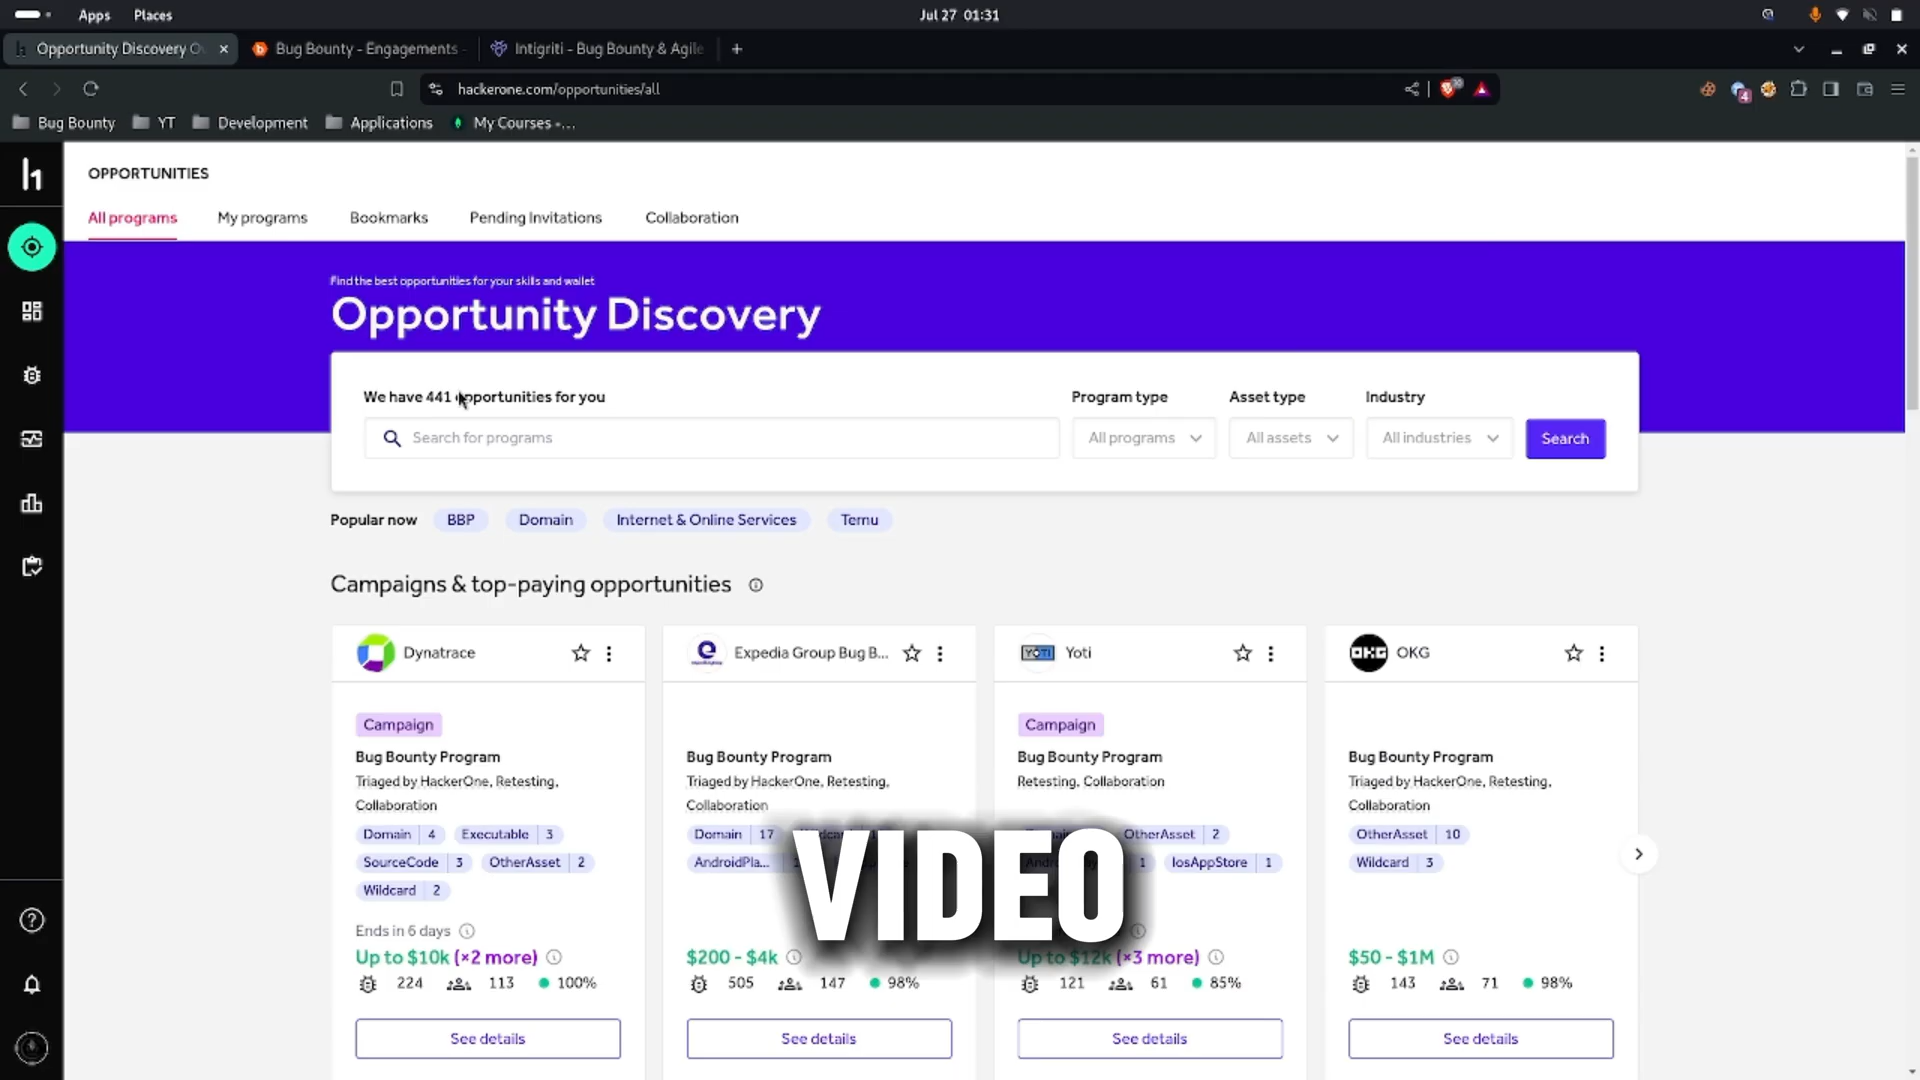 Apps Places Jul 27 01:31
Opportunity Discovery O Bug Bounty - Engagements - Intigriti - Bug Bounty & Agile
hackerone.com/opportunities/all
4
Bug Bounty YT Development Applications My Courses -...
h1
OPPORTUNITIES
All programs My programs Bookmarks Pending Invitations Collaboration
Find the best opportunities for your skills and wallet
Opportunity Discovery
We have 441 opportunities for you Program type Asset type Industry
Search for programs All programs All assets All industries Search
Popular now BBP Domain Internet & Online Services Temu
Campaigns & top-paying opportunities
Dynatrace
Campaign
Bug Bounty Program
Triaged by HackerOne, Retesting,
Collaboration
Domain 4 Executable 3
SourceCode 3 OtherAsset 2
Wildcard 2
Ends in 6 days
Up to $10k (×2 more)
224 113 100%
See details
Expedia Group Bug B...
Bug Bounty Program
Triaged by HackerOne, Retesting,
Collaboration
Domain 17
AndroidPla...
$200 - $4k
505 147 98%
See details
YOTI Yoti
Campaign
Bug Bounty Program
Retesting, Collaboration
OtherAsset 2
1 IosAppStore 1
Up to $12k (×3 more)
121 61 85%
See details
OKG OKG
Bug Bounty Program
Triaged by HackerOne, Retesting,
Collaboration
OtherAsset 10
Wildcard 3
$50 - $1M
143 71 98%
See details
VIDEO